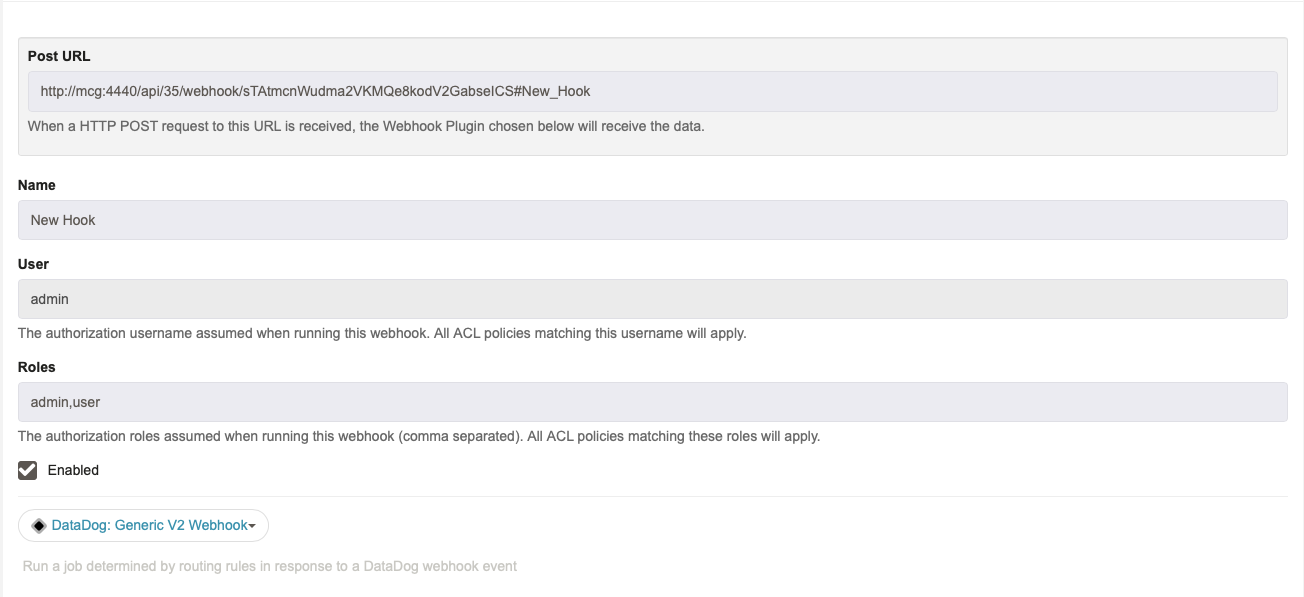 Post URL
http://mcg:4440/api/35/webhook/sTAtmcnWudma2VKMQe8kodV2GabseICS#New_Hook
When a HTTP POST request to this URL is received, the Webhook Plugin chosen below will receive the data.
Name
New Hook
User
admin
The authorization username assumed when running this webhook. All ACL policies matching this username will apply.
Roles
admin,user
The authorization roles assumed when running this webhook (comma separated). All ACL policies matching these roles will apply.
Enabled
DataDog: Generic V2 Webhook
Run a job determined by routing rules in response to a DataDog webhook event